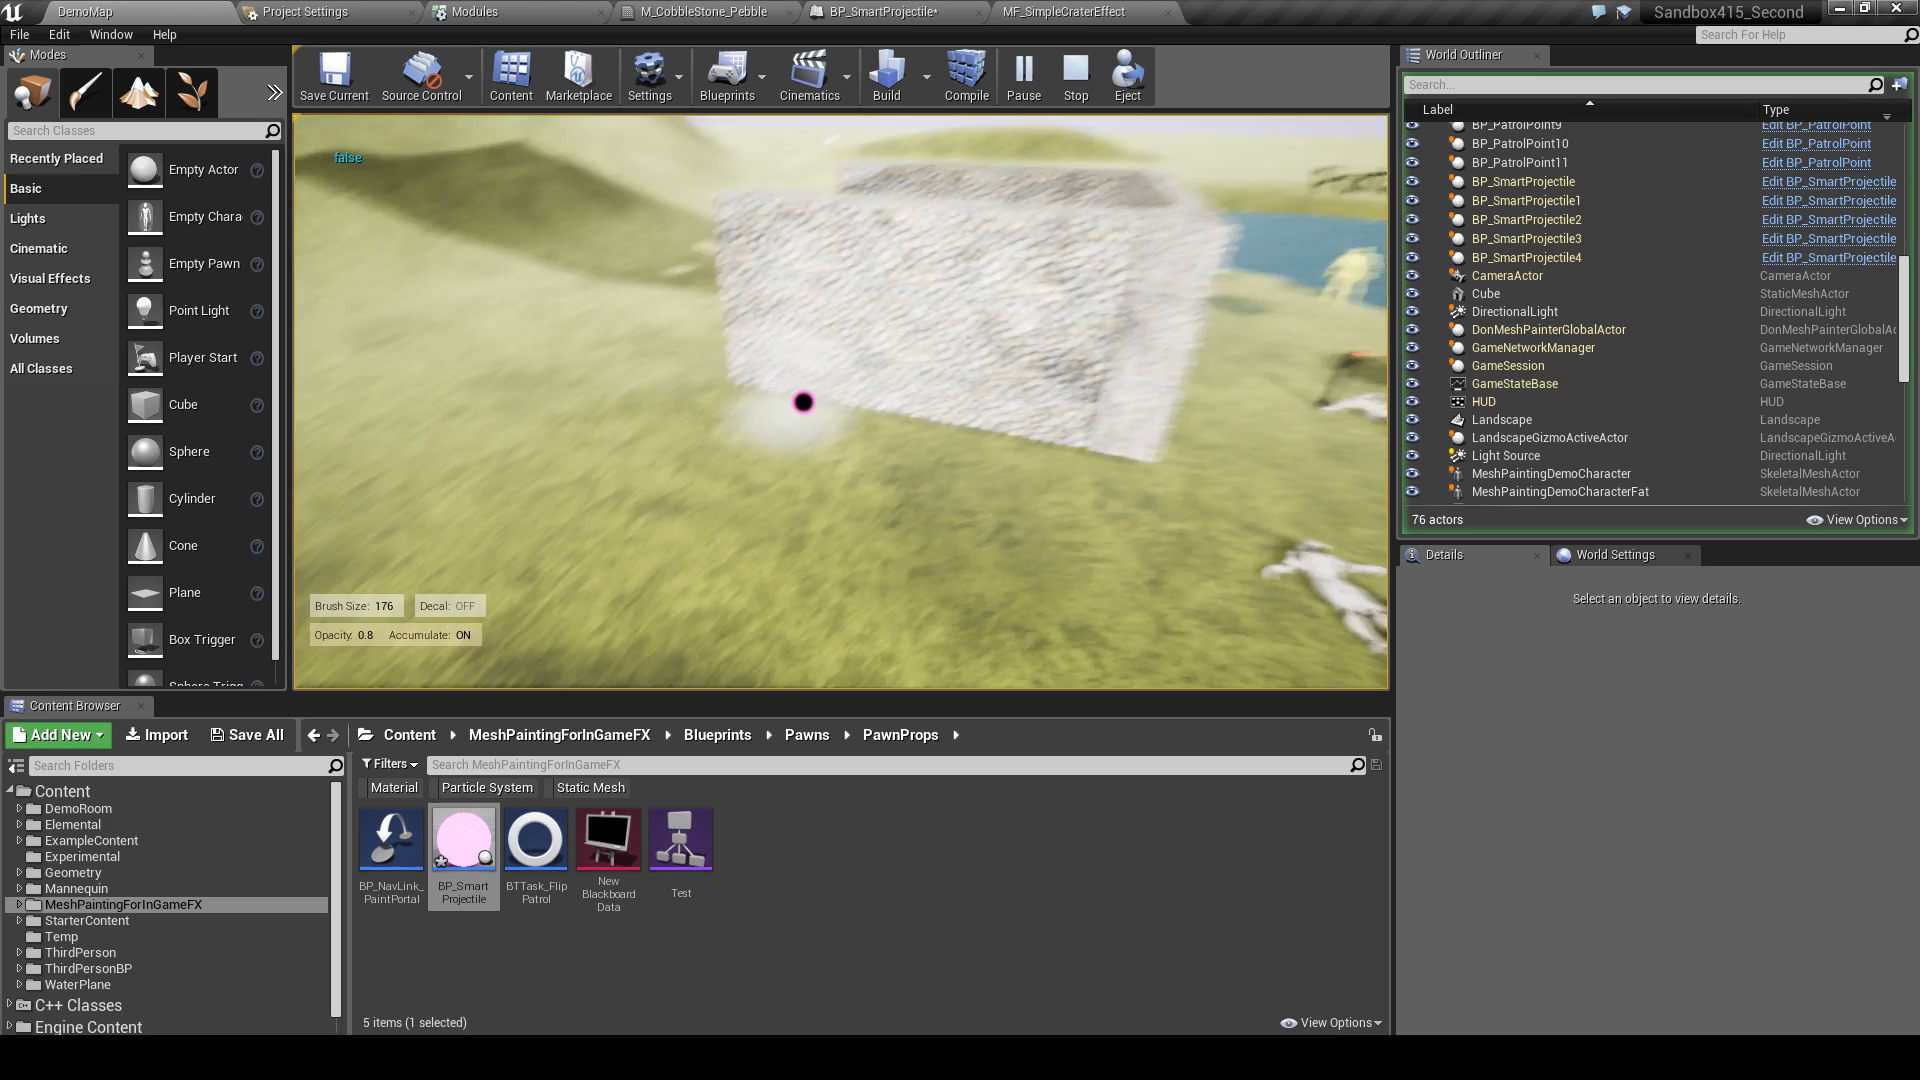 DemoMap
Project Settings
Modules
M_CobbleStone_Pebble
BP_SmartProjectile*
MF_SimpleCraterEffect
Sandbox415_Second
File
Edit
Window
Help
Search For Help
Modes
Save Current
Source Control
Content
Marketplace
Settings
Blueprints
Cinematics
Build
Compile
Pause
Stop
Eject
Search Classes
Recently Placed
Basic
Lights
Cinematic
Visual Effects
Geometry
Volumes
All Classes
Empty Actor
Empty Chara
Empty Pawn
Point Light
Player Start
Cube
Sphere
Cylinder
Cone
Plane
Box Trigger
Sphere Trigg
false
Brush Size: 176
Decal: OFF
Opacity: 0.8
Accumulate: ON
World Outliner
Search...
Label
Type
BP_PatrolPoint9
Edit BP_PatrolPoint
BP_PatrolPoint10
Edit BP_PatrolPoint
BP_PatrolPoint11
Edit BP_PatrolPoint
BP_SmartProjectile
Edit BP_SmartProjectile
BP_SmartProjectile1
Edit BP_SmartProjectile
BP_SmartProjectile2
Edit BP_SmartProjectile
BP_SmartProjectile3
Edit BP_SmartProjectile
BP_SmartProjectile4
Edit BP_SmartProjectile
CameraActor
CameraActor
Cube
StaticMeshActor
DirectionalLight
DirectionalLight
DonMeshPainterGlobalActor
DonMeshPainterGlobalAc
GameNetworkManager
GameNetworkManager
GameSession
GameSession
GameStateBase
GameStateBase
HUD
HUD
Landscape
Landscape
LandscapeGizmoActiveActor
LandscapeGizmoActiveA
Light Source
DirectionalLight
MeshPaintingDemoCharacter
SkeletalMeshActor
MeshPaintingDemoCharacterFat
SkeletalMeshActor
76 actors
View Options
Details
World Settings
Select an object to view details.
Content Browser
Add New
Import
Save All
Content
MeshPaintingForInGameFX
Blueprints
Pawns
PawnProps
Search Folders
Filters
Search MeshPaintingForInGameFX
Material
Particle System
Static Mesh
Content
DemoRoom
Elemental
ExampleContent
Experimental
Geometry
Mannequin
MeshPaintingForInGameFX
StarterContent
Temp
ThirdPerson
ThirdPersonBP
WaterPlane
C++ Classes
Engine Content
BP_NavLink_
PaintPortal
BP_Smart
Projectile
BTTask_Flip
Patrol
New
Blackboard
Data
Test
5 items (1 selected)
View Options